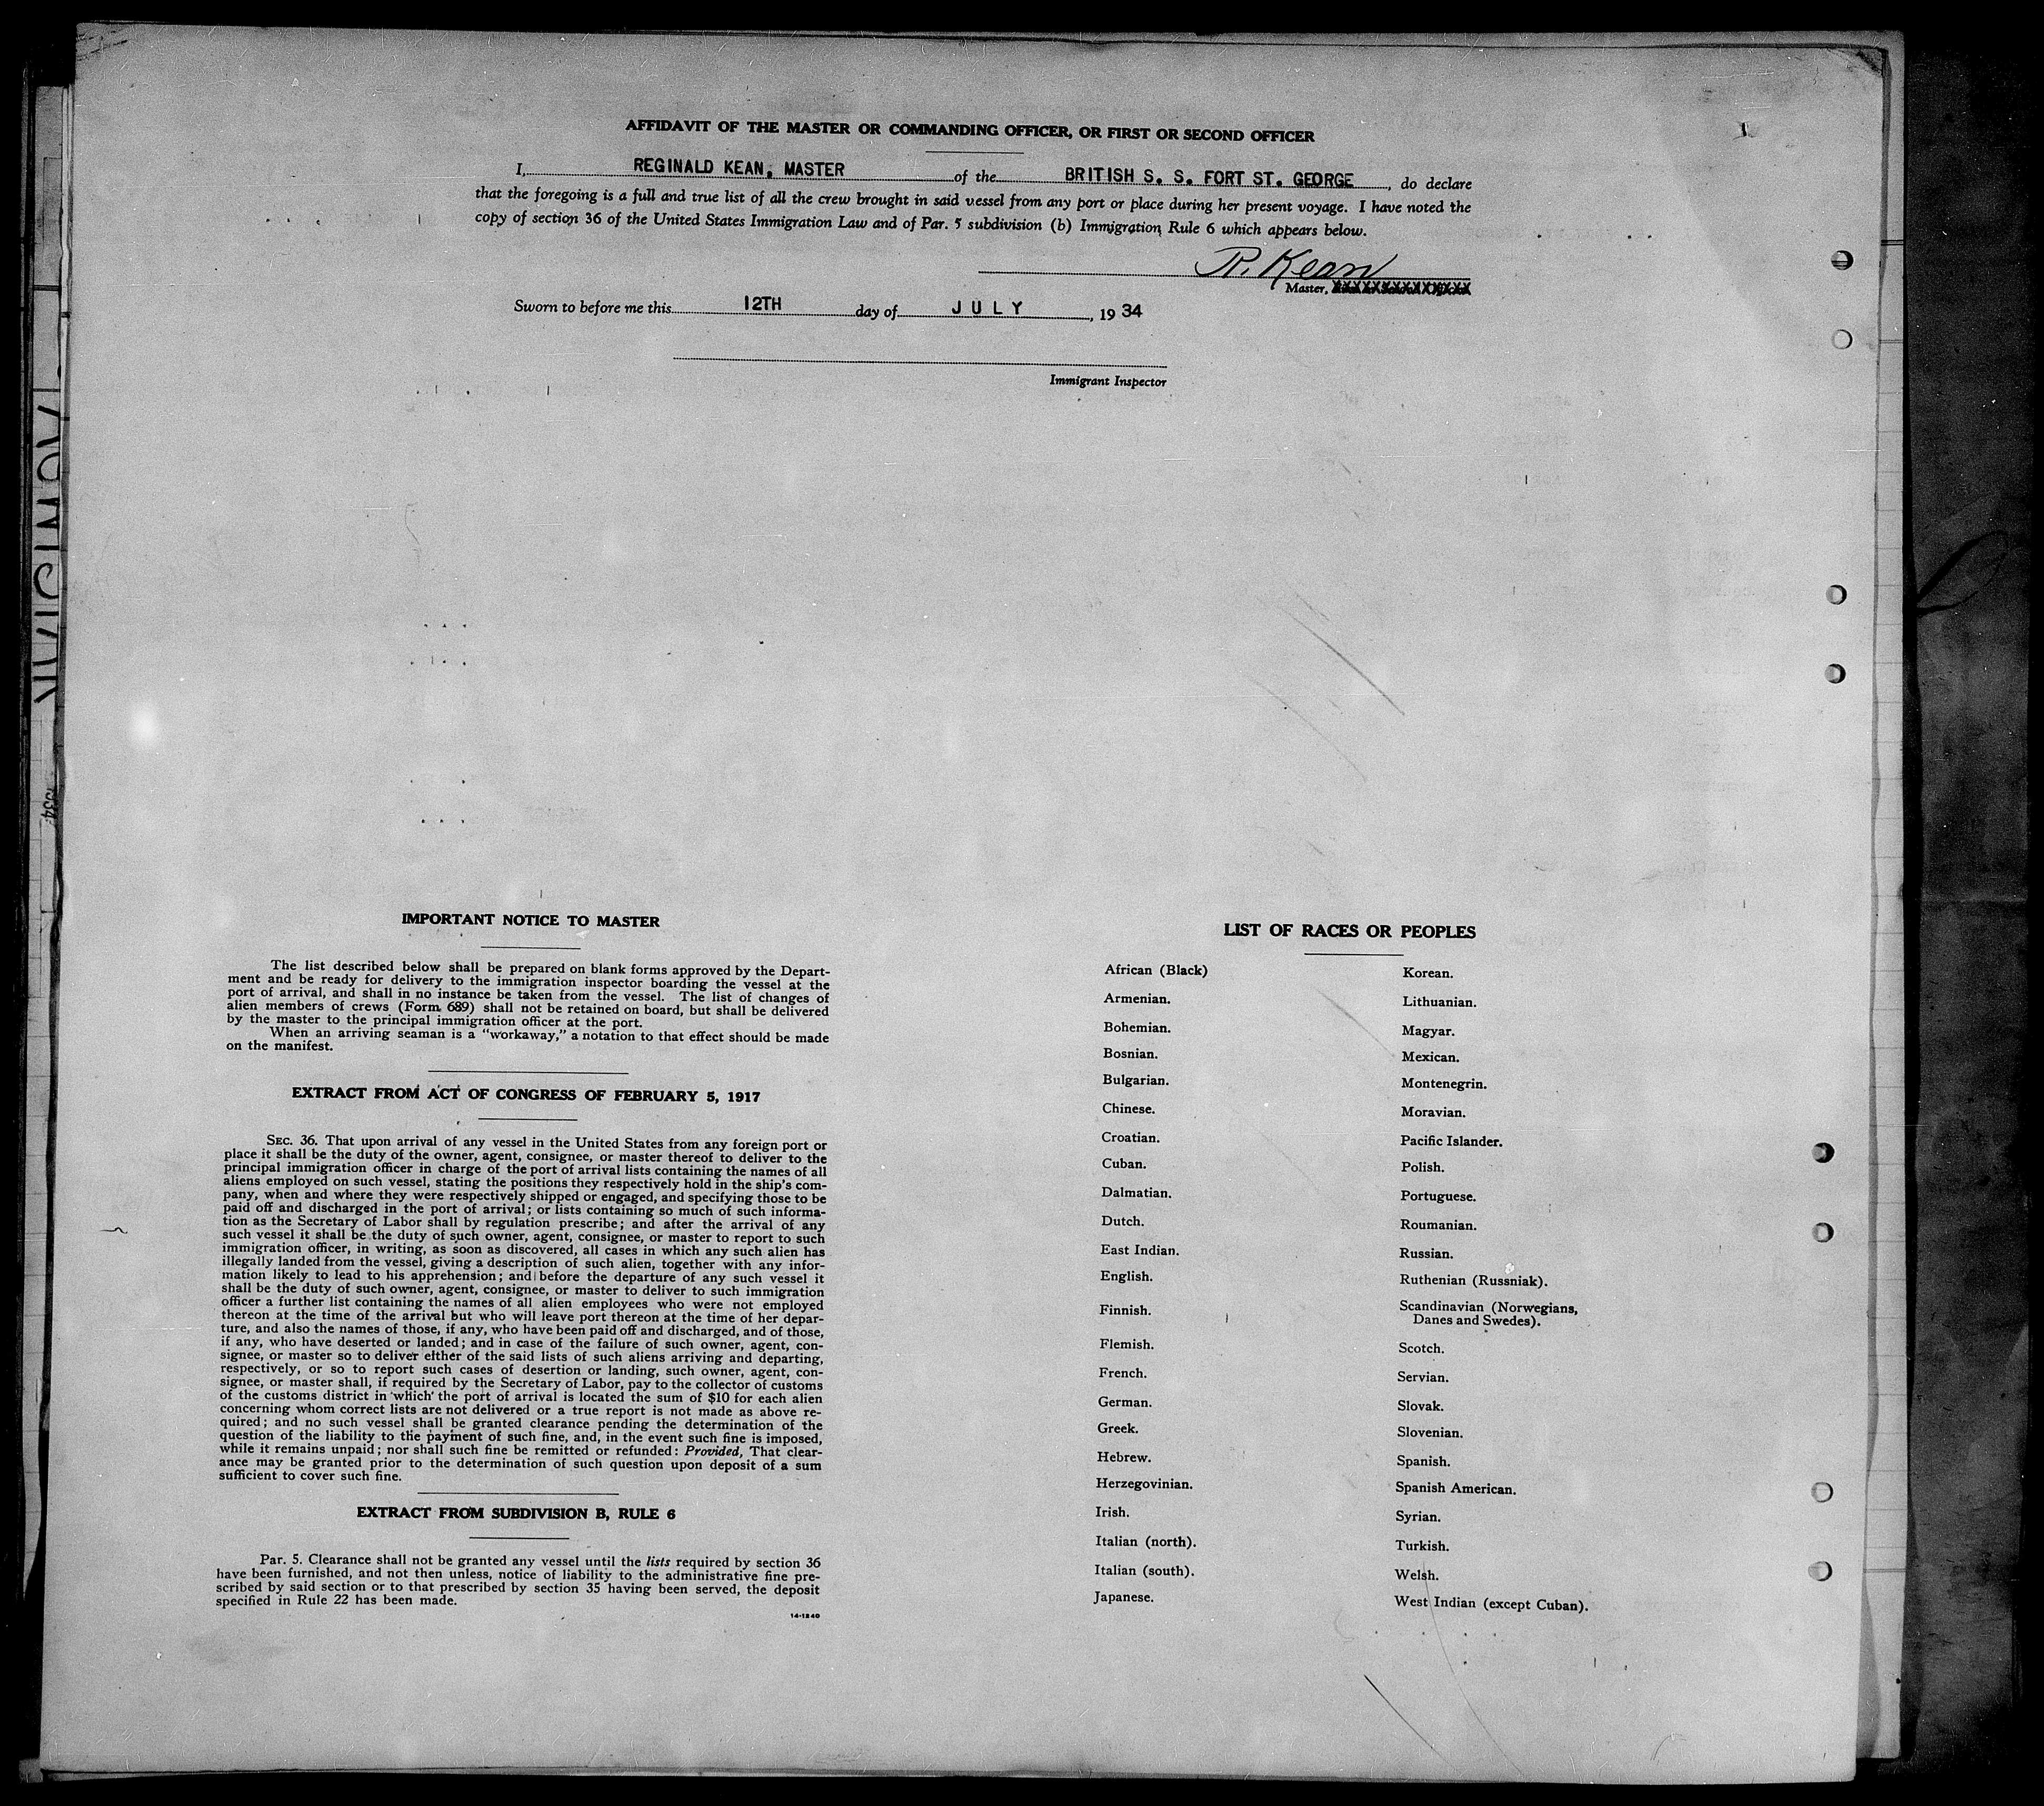 AFFIDAVIT OF THE MASTER OR COMMANDING OFFICER, OR FIRST OR SECOND OFFICER
I, REGINALD KEAN, MASTER of the BRITISH S. S. FORT ST. GEORGE, do declare
that the foregoing is a full and true list of all the crew brought in said vessel from any port or place during her present voyage. I have noted the
copy of section 36 of the United States Immigration Law and of Par. 5 subdivision (b) Immigration Rule 6 which appears below.
R. Kean
Master,
Sworn to before me this 12TH day of JULY, 19 34
Immigrant Inspector
IMPORTANT NOTICE TO MASTER
The list described below shall be prepared on blank forms approved by the Depart-
ment and be ready for delivery to the immigration inspector boarding the vessel at the
port of arrival, and shall in no instance be taken from the vessel. The list of changes of
alien members of crews (Form 689) shall not be retained on board, but shall be delivered
by the master to the principal immigration officer at the port.
When an arriving seaman is a "workaway," a notation to that effect should be made
on the manifest.
EXTRACT FROM ACT OF CONGRESS OF FEBRUARY 5, 1917
SEC. 36. That upon arrival of any vessel in the United States from any foreign port or
place it shall be the duty of the owner, agent, consignee, or master thereof to deliver to the
principal immigration officer in charge of the port of arrival lists containing the names of all
aliens employed on such vessel, stating the positions they respectively hold in the ship's com-
pany, when and where they were respectively shipped or engaged, and specifying those to be
paid off and discharged in the port of arrival; or lists containing so much of such informa-
tion as the Secretary of Labor shall by regulation prescribe; and after the arrival of any
such vessel it shall be the duty of such owner, agent, consignee, or master to report to such
immigration officer, in writing, as soon as discovered, all cases in which any such alien has
illegally landed from the vessel, giving a description of such alien, together with any infor-
mation likely to lead to his apprehension; and before the departure of any such vessel it
shall be the duty of such owner, agent, consignee, or master to deliver to such immigration
officer a further list containing the names of all alien employees who were not employed
thereon at the time of the arrival but who will leave port thereon at the time of her depar-
ture, and also the names of those, if any, who have been paid off and discharged, and of those,
if any, who have deserted or landed; and in case of the failure of such owner, agent, con-
signee, or master so to deliver either of the said lists of such aliens arriving and departing,
respectively, or so to report such cases of desertion or landing, such owner, agent, con-
signee, or master shall, if required by the Secretary of Labor, pay to the collector of customs
of the customs district in which the port of arrival is located the sum of $10 for each alien
concerning whom correct lists are not delivered or a true report is not made as above re-
quired; and no such vessel shall be granted clearance pending the determination of the
question of the liability to the payment of such fine, and, in the event such fine is imposed,
while it remains unpaid; nor shall such fine be remitted or refunded: Provided, That clear-
ance may be granted prior to the determination of such question upon deposit of a sum
sufficient to cover such fine.
EXTRACT FROM SUBDIVISION B, RULE 6
Par. 5. Clearance shall not be granted any vessel until the lists required by section 36
have been furnished, and not then unless, notice of liability to the administrative fine pre-
scribed by said section or to that prescribed by section 35 having been served, the deposit
specified in Rule 22 has been made.
14-1240
LIST OF RACES OR PEOPLES
African (Black)
Armenian.
Bohemian.
Bosnian.
Bulgarian.
Chinese.
Croatian.
Cuban.
Dalmatian.
Dutch.
East Indian.
English.
Finnish.
Flemish.
French.
German.
Greek.
Hebrew.
Herzegovinian.
Irish.
Italian (north).
Italian (south).
Japanese.
Korean.
Lithuanian.
Magyar.
Mexican.
Montenegrin.
Moravian.
Pacific Islander.
Polish.
Portuguese.
Roumanian.
Russian.
Ruthenian (Russniak).
Scandinavian (Norwegians,
Danes and Swedes).
Scotch.
Servian.
Slovak.
Slovenian.
Spanish.
Spanish American.
Syrian.
Turkish.
Welsh.
West Indian (except Cuban).